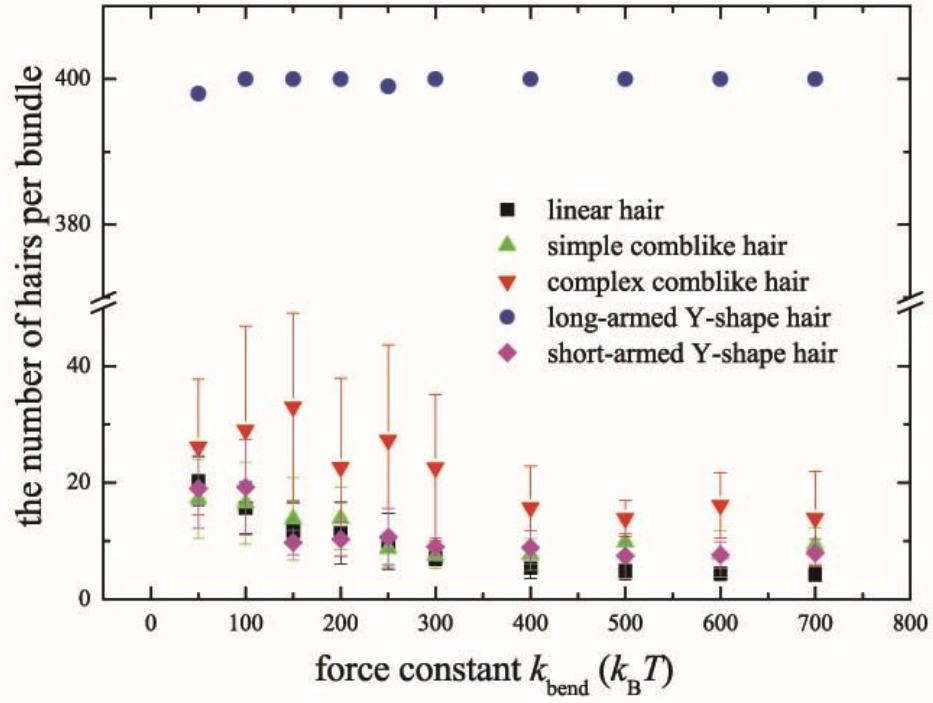 the number of hairs per bundle
400
380
40
20
0
linear hair
simple comblike hair
complex comblike hair
long-armed Y-shape hair
short-armed Y-shape hair
0 100 200 300 400 500 600 700 800
force constant k_bend (k_BT)